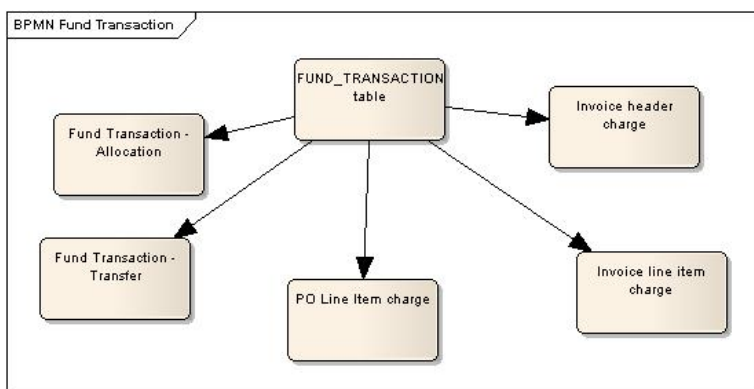 BPMN Fund Transaction
FUND_TRANSACTION
table
Invoice header
charge
Fund Transaction -
Allocation
Fund Transaction -
Transfer
PO Line Item charge
Invoice line item
charge